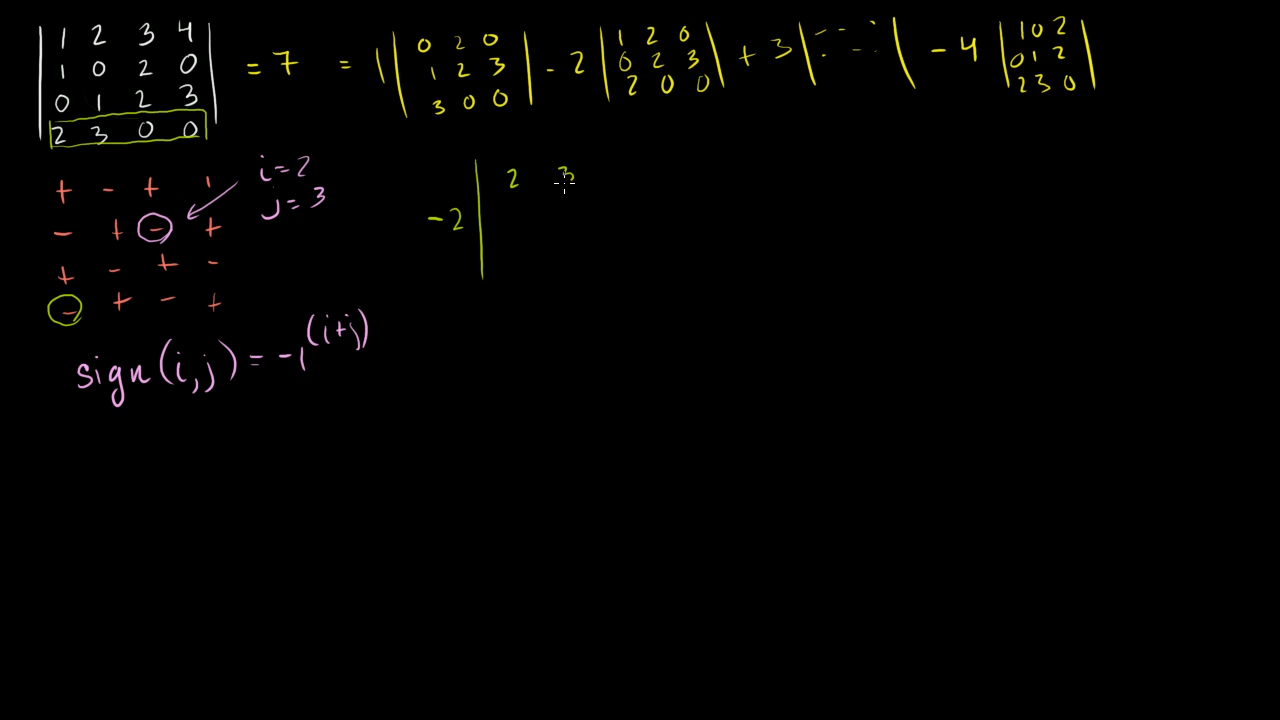 |1 2 3 4|
|1 0 2 0|
|0 1 2 3|
|2 3 0 0|
= 7 = 1 |0 2 0| - 2 |1 2 0| + 3 | | - 4 |1 0 2|
|1 2 3| |0 2 3| |0 1 2|
|3 0 0| |2 0 0| |2 3 0|
+ - + '
- + - +
+ - + -
- + - +
i = 2
j = 3
-2 | 2 3
sign(i,j) = -1^(i+j)